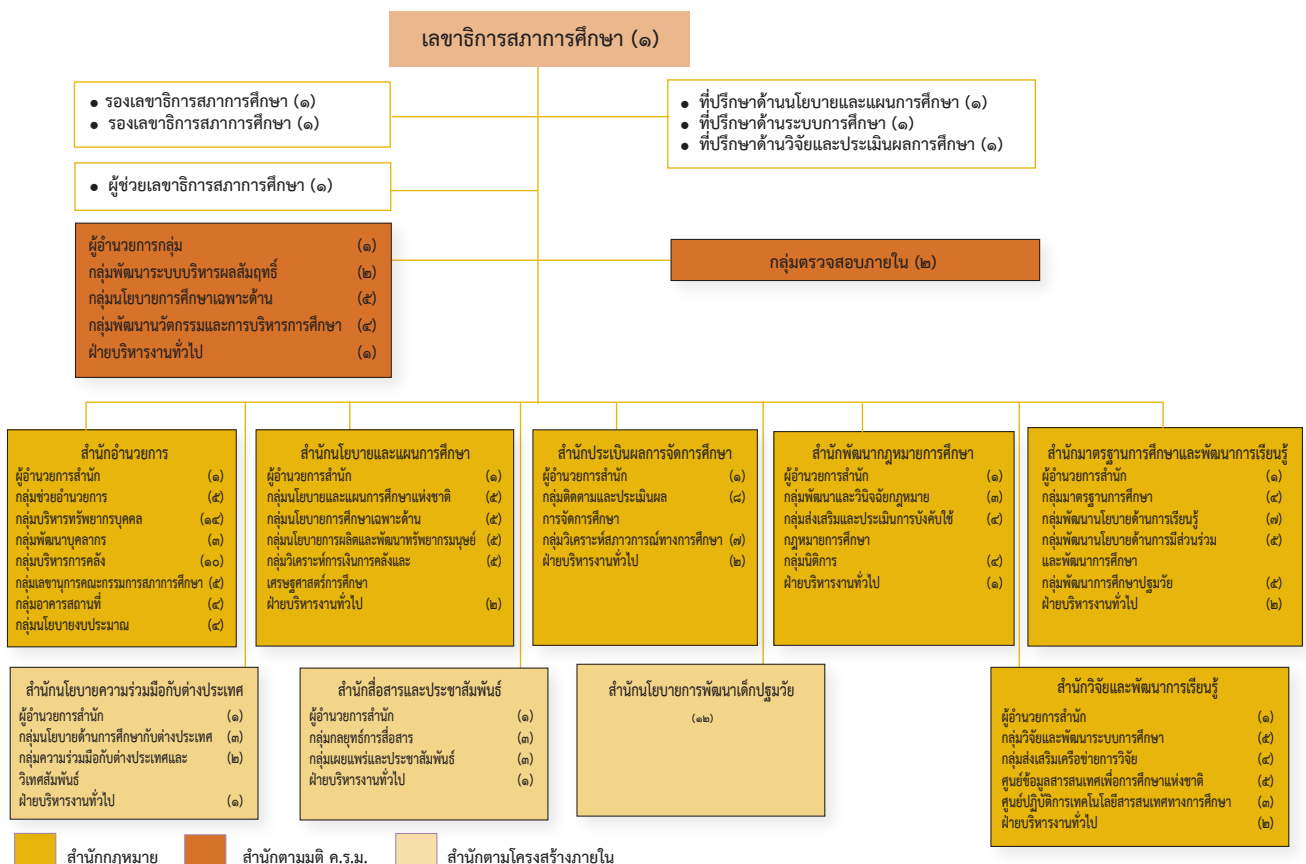 เลขาธิการสภาการศึกษา (๑)
● รองเลขาธิการสภาการศึกษา (๑)
● รองเลขาธิการสภาการศึกษา (๑)
● ที่ปรึกษาด้านนโยบายและแผนการศึกษา (๑)
● ที่ปรึกษาด้านระบบการศึกษา (๑)
● ที่ปรึกษาด้านวิจัยและประเมินผลการศึกษา (๑)
● ผู้ช่วยเลขาธิการสภาการศึกษา (๑)
ผู้อำนวยการกลุ่ม (๑)
กลุ่มพัฒนาระบบบริหารผลสัมฤทธิ์ (๒)
กลุ่มนโยบายการศึกษาเฉพาะด้าน (๕)
กลุ่มพัฒนานวัตกรรมและการบริหารการศึกษา (๔)
ฝ่ายบริหารงานทั่วไป (๑)
กลุ่มตรวจสอบภายใน (๒)
สำนักอำนวยการ
ผู้อำนวยการสำนัก (๑)
กลุ่มช่วยอำนวยการ (๕)
กลุ่มบริหารทรัพยากรบุคคล (๑๔)
กลุ่มพัฒนาบุคลากร (๓)
กลุ่มบริหารการคลัง (๑๐)
กลุ่มเลขานุการคณะกรรมการสภาการศึกษา (๕)
กลุ่มอาคารสถานที่ (๔)
กลุ่มนโยบายงบประมาณ (๔)
สำนักนโยบายและแผนการศึกษา
ผู้อำนวยการสำนัก (๑)
กลุ่มนโยบายและแผนการศึกษาแห่งชาติ (๕)
กลุ่มนโยบายการศึกษาเฉพาะด้าน (๕)
กลุ่มนโยบายการผลิตและพัฒนาทรัพยากรมนุษย์ (๕)
กลุ่มวิเคราะห์การเงินการคลังและ (๕)
เศรษฐศาสตร์การศึกษา
ฝ่ายบริหารงานทั่วไป (๒)
สำนักประเบินผลการจัดการศึกษา
ผู้อำนวยการสำนัก (๑)
กลุ่มติดตามและประเมินผล (๘)
การจัดการศึกษา
กลุ่มวิเคราะห์สภาวการณ์ทางการศึกษา (๗)
ฝ่ายบริหารงานทั่วไป (๒)
สำนักพัฒนากฎหมายการศึกษา
ผู้อำนวยการสำนัก (๑)
กลุ่มพัฒนาและวินิจฉัยกฎหมาย (๓)
กลุ่มส่งเสริมและประเมินการบังคับใช้ (๔)
กฎหมายการศึกษา
กลุ่มนิติการ (๔)
ฝ่ายบริหารงานทั่วไป (๑)
สำนักมาตรฐานการศึกษาและพัฒนาการเรียนรู้
ผู้อำนวยการสำนัก (๑)
กลุ่มมาตรฐานการศึกษา (๔)
กลุ่มพัฒนานโยบายด้านการเรียนรู้ (๗)
กลุ่มพัฒนานโยบายด้านการมีส่วนร่วม (๕)
และพัฒนาการศึกษา
กลุ่มพัฒนาการศึกษาปฐมวัย (๕)
ฝ่ายบริหารงานทั่วไป (๒)
สำนักนโยบายความร่วมมือกับต่างประเทศ
ผู้อำนวยการสำนัก (๑)
กลุ่มนโยบายด้านการศึกษากับต่างประเทศ (๓)
กลุ่มความร่วมมือกับต่างประเทศและ (๒)
วิเทศสัมพันธ์
ฝ่ายบริหารงานทั่วไป (๑)
สำนักสื่อสารและประชาสัมพันธ์
ผู้อำนวยการสำนัก (๑)
กลุ่มกลยุทธ์การสื่อสาร (๓)
กลุ่มเผยแพร่และประชาสัมพันธ์ (๓)
ฝ่ายบริหารงานทั่วไป (๑)
สำนักนโยบายการพัฒนาเด็กปฐมวัย
(๑๒)
สำนักวิจัยและพัฒนาการเรียนรู้
ผู้อำนวยการสำนัก (๑)
กลุ่มวิจัยและพัฒนาระบบการศึกษา (๕)
กลุ่มส่งเสริมเครือข่ายการวิจัย (๔)
ศูนย์ข้อมูลสารสนเทศเพื่อการศึกษาแห่งชาติ (๕)
ศูนย์ปฏิบัติการเทคโนโลยีสารสนเทศทางการศึกษา (๓)
ฝ่ายบริหารงานทั่วไป (๒)
สำนักกฎหมาย
สำนักตามมติ ค.ร.ม.
สำนักตามโครงสร้างภายใน